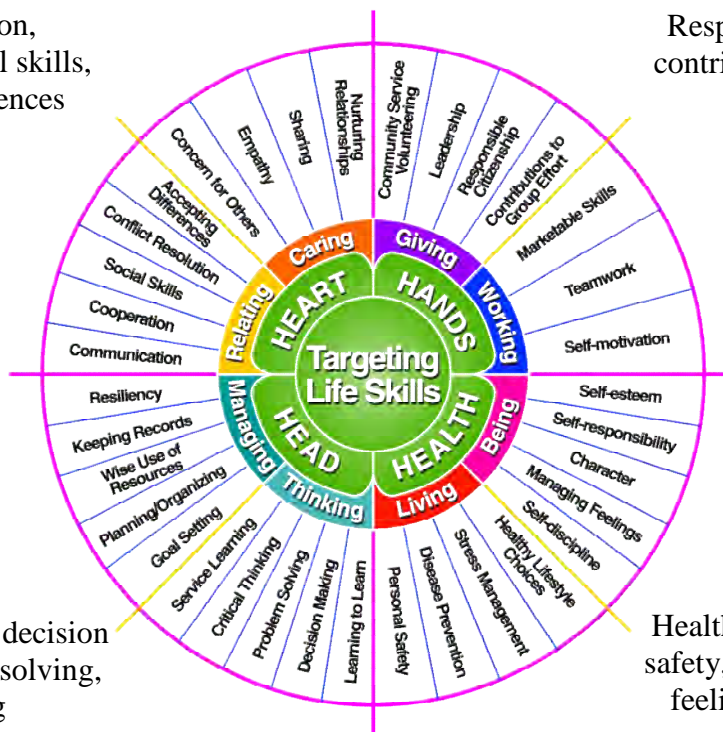 on,
l skills,
ences
Resp
contri
Nurturing
Relationships
Sharing
Empathy
Concern for Others
Accepting
Differences
Conflict Resolution
Social Skills
Cooperation
Communication
Community Service
Volunteering
Leadership
Responsible
Citizenship
Contributions to
Group Effort
Marketable Skills
Teamwork
Self-motivation
Caring
Giving
Relating
HEART
HANDS
Working
Targeting
Life Skills
Managing
HEAD
HEALTH
Being
Thinking
Living
Resiliency
Keeping Records
Wise Use of
Resources
Planning/Organizing
Goal Setting
Service Learning
Critical Thinking
Problem Solving
Decision Making
Learning to Learn
Self-esteem
Self-responsibility
Character
Managing Feelings
Self-discipline
Healthy Lifestyle
Choices
Stress Management
Disease Prevention
Personal Safety
decision
solving,
g
Health
safety,
feeli